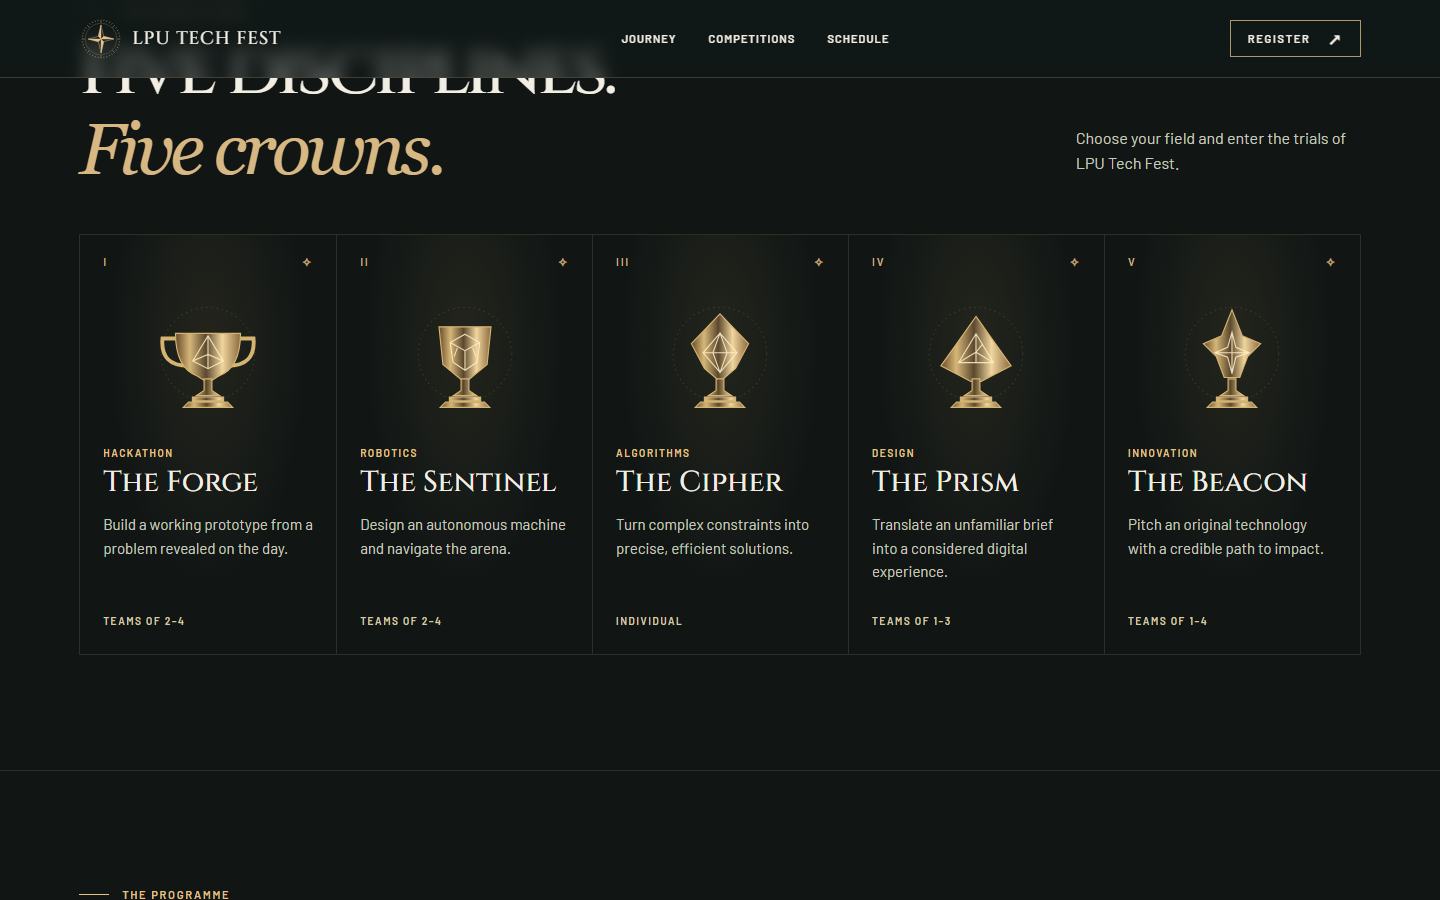 LPU TECH FEST
JOURNEY COMPETITIONS SCHEDULE
REGISTER
FIVE DISCIPLINES.
Five crowns.
Choose your field and enter the trials of
LPU Tech Fest.
I
HACKATHON
THE FORGE
Build a working prototype from a
problem revealed on the day.
TEAMS OF 2–4
II
ROBOTICS
THE SENTINEL
Design an autonomous machine
and navigate the arena.
TEAMS OF 2–4
III
ALGORITHMS
THE CIPHER
Turn complex constraints into
precise, efficient solutions.
INDIVIDUAL
IV
DESIGN
THE PRISM
Translate an unfamiliar brief
into a considered digital
experience.
TEAMS OF 1–3
V
INNOVATION
THE BEACON
Pitch an original technology
with a credible path to impact.
TEAMS OF 1–4
THE PROGRAMME